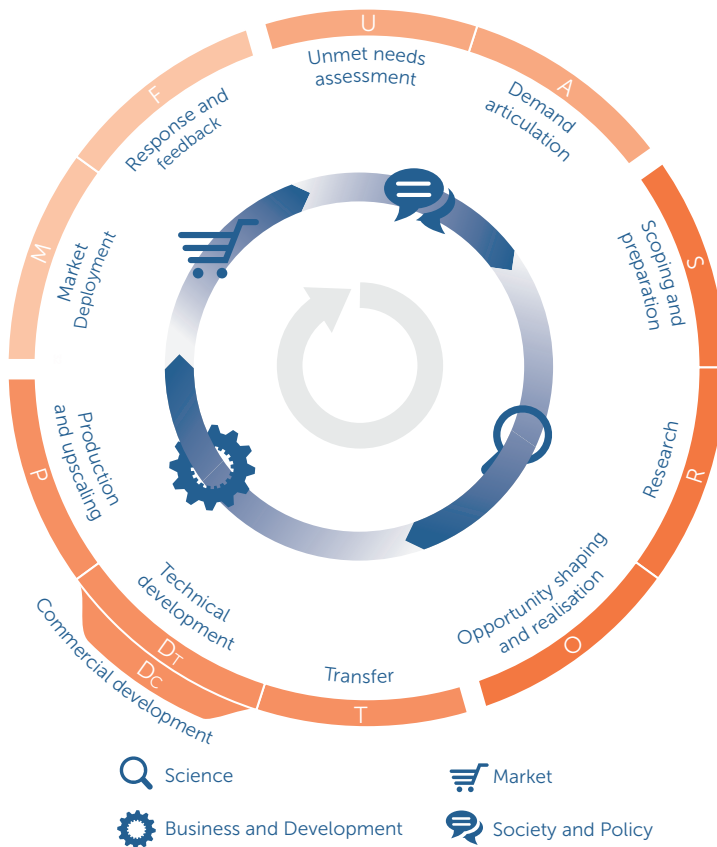 U
Unmet needs
assessment
A
Demand
articulation
S
Scoping and
preparation
R
Research
O
Opportunity shaping
and realisation
T
Transfer
DT
Technical
development
DC
Commercial development
P
Production
and upscaling
M
Market
Deployment
F
Response and
feedback
Science
Market
Business and Development
Society and Policy